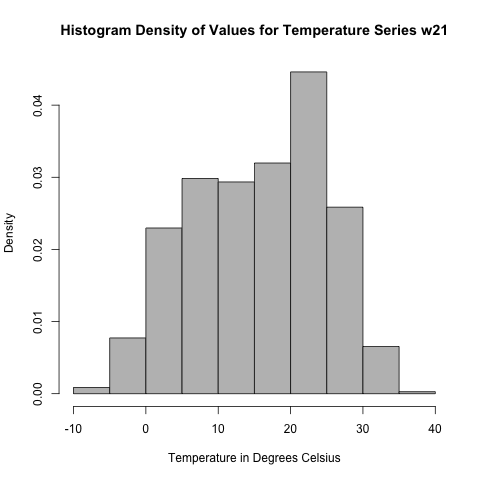 Histogram Density of Values for Temperature Series w21
Density
0.04
0.03
0.02
0.01
0.00
-10 0 10 20 30 40
Temperature in Degrees Celsius